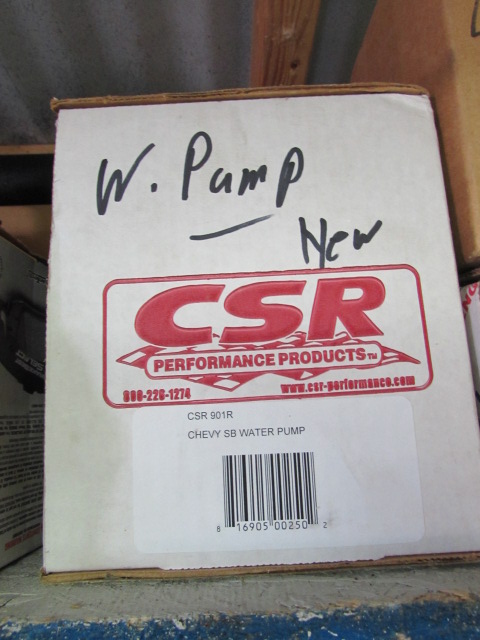 W. Pump
New
CSR
PERFORMANCE PRODUCTS TM
800-226-1274 www.csr-performance.com
CSR 901R
CHEVY SB WATER PUMP
8 16905 00250 2